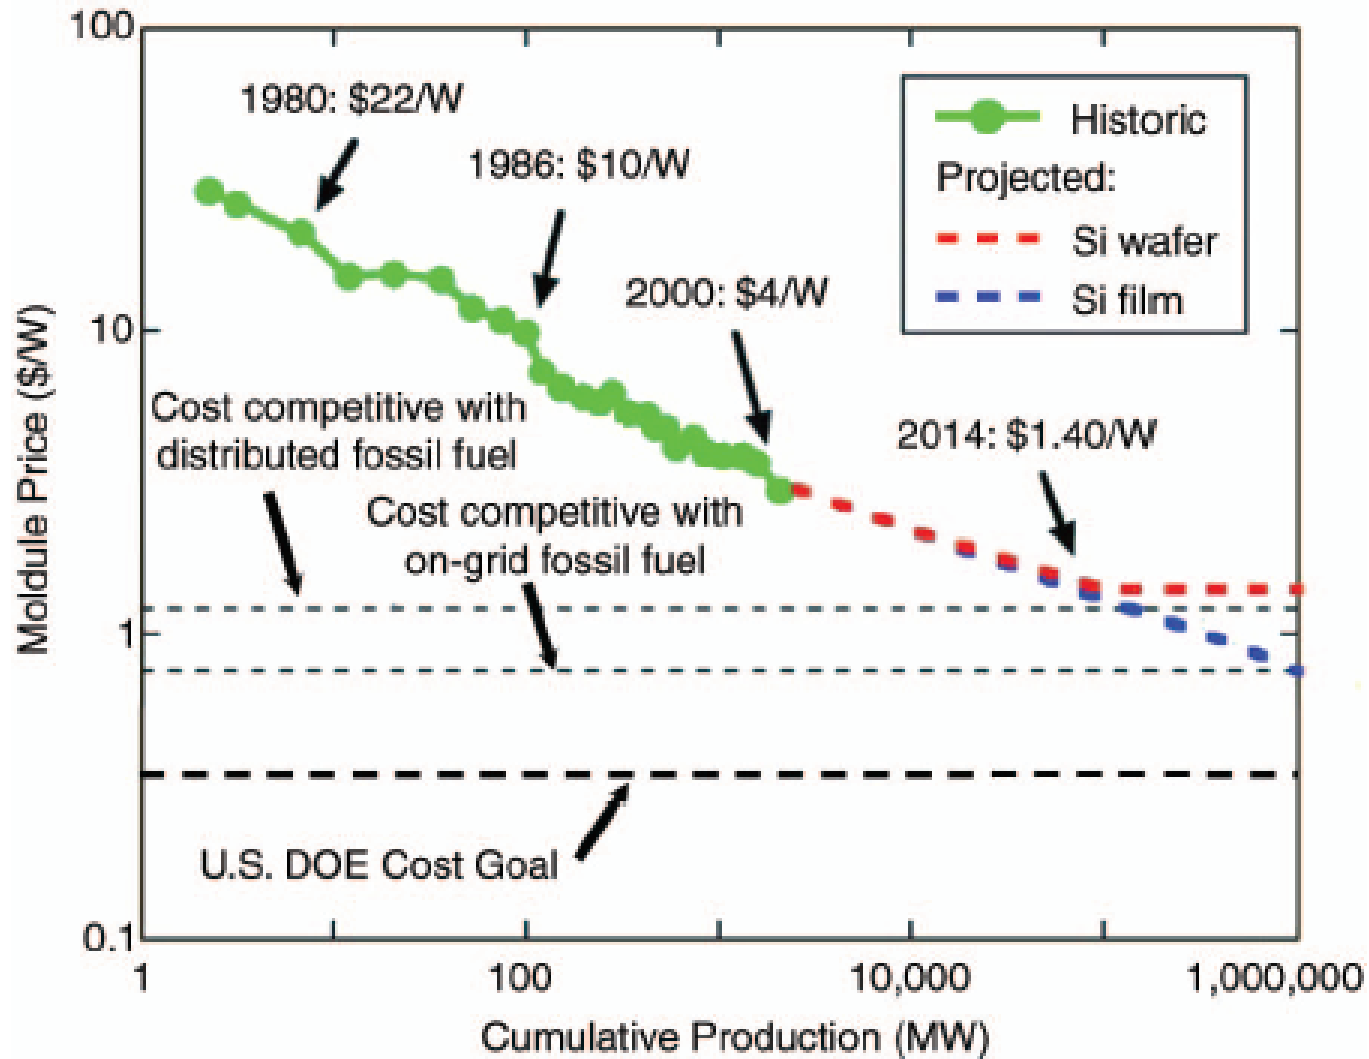 100
1980: $22/W
1986: $10/W
2000: $4/W
Historic
Projected:
Si wafer
Si film
Moldule Price ($/W)
10
Cost competitive with
distributed fossil fuel
Cost competitive with
on-grid fossil fuel
2014: $1.40/W
1
U.S. DOE Cost Goal
0.1
1
100
10,000
1,000,000
Cumulative Production (MW)